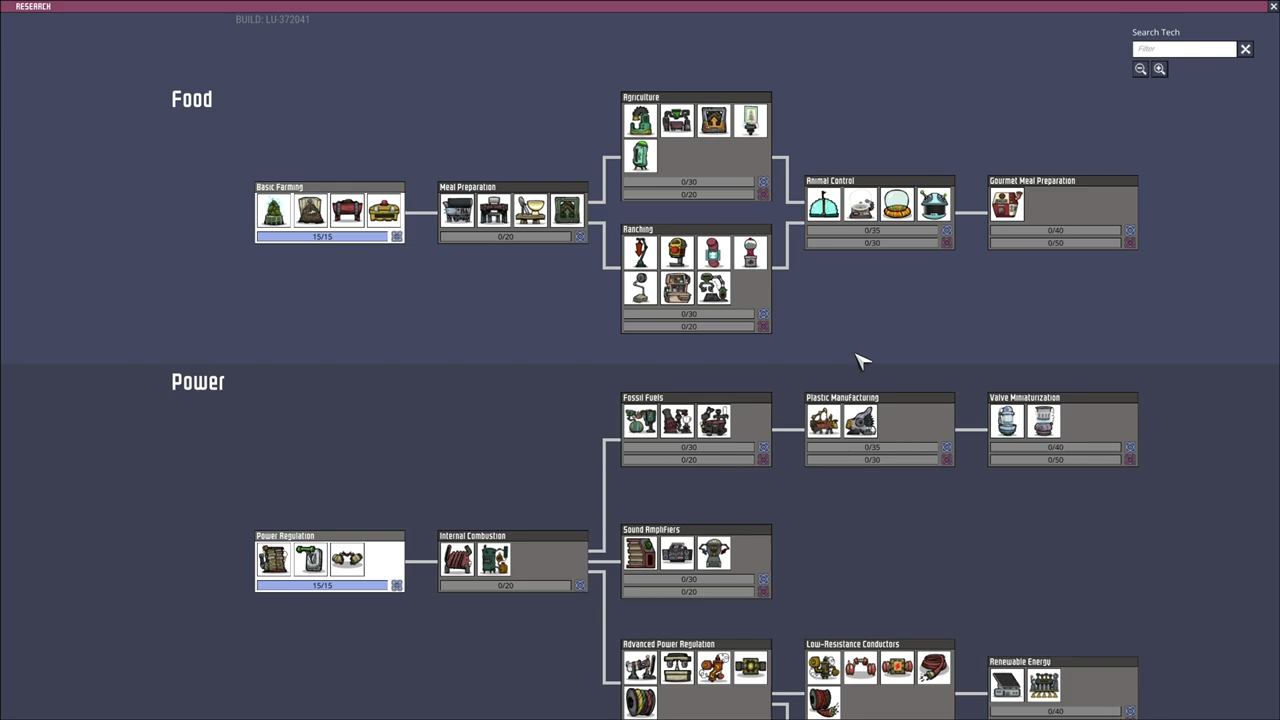 RESEARCH
BUILD: LU-372041
Search Tech
Filter
Food
Agriculture
0/30
0/20
Basic Farming
15/15
Meal Preparation
0/20
Ranching
0/30
0/20
Animal Control
0/35
0/30
Gourmet Meal Preparation
0/40
0/50
Power
Fossil Fuels
0/30
0/20
Plastic Manufacturing
0/35
0/30
Valve Miniaturization
0/40
0/50
Power Regulation
15/15
Internal Combustion
0/20
Sound Amplifiers
0/30
0/20
Advanced Power Regulation
Low-Resistance Conductors
Renewable Energy
0/40